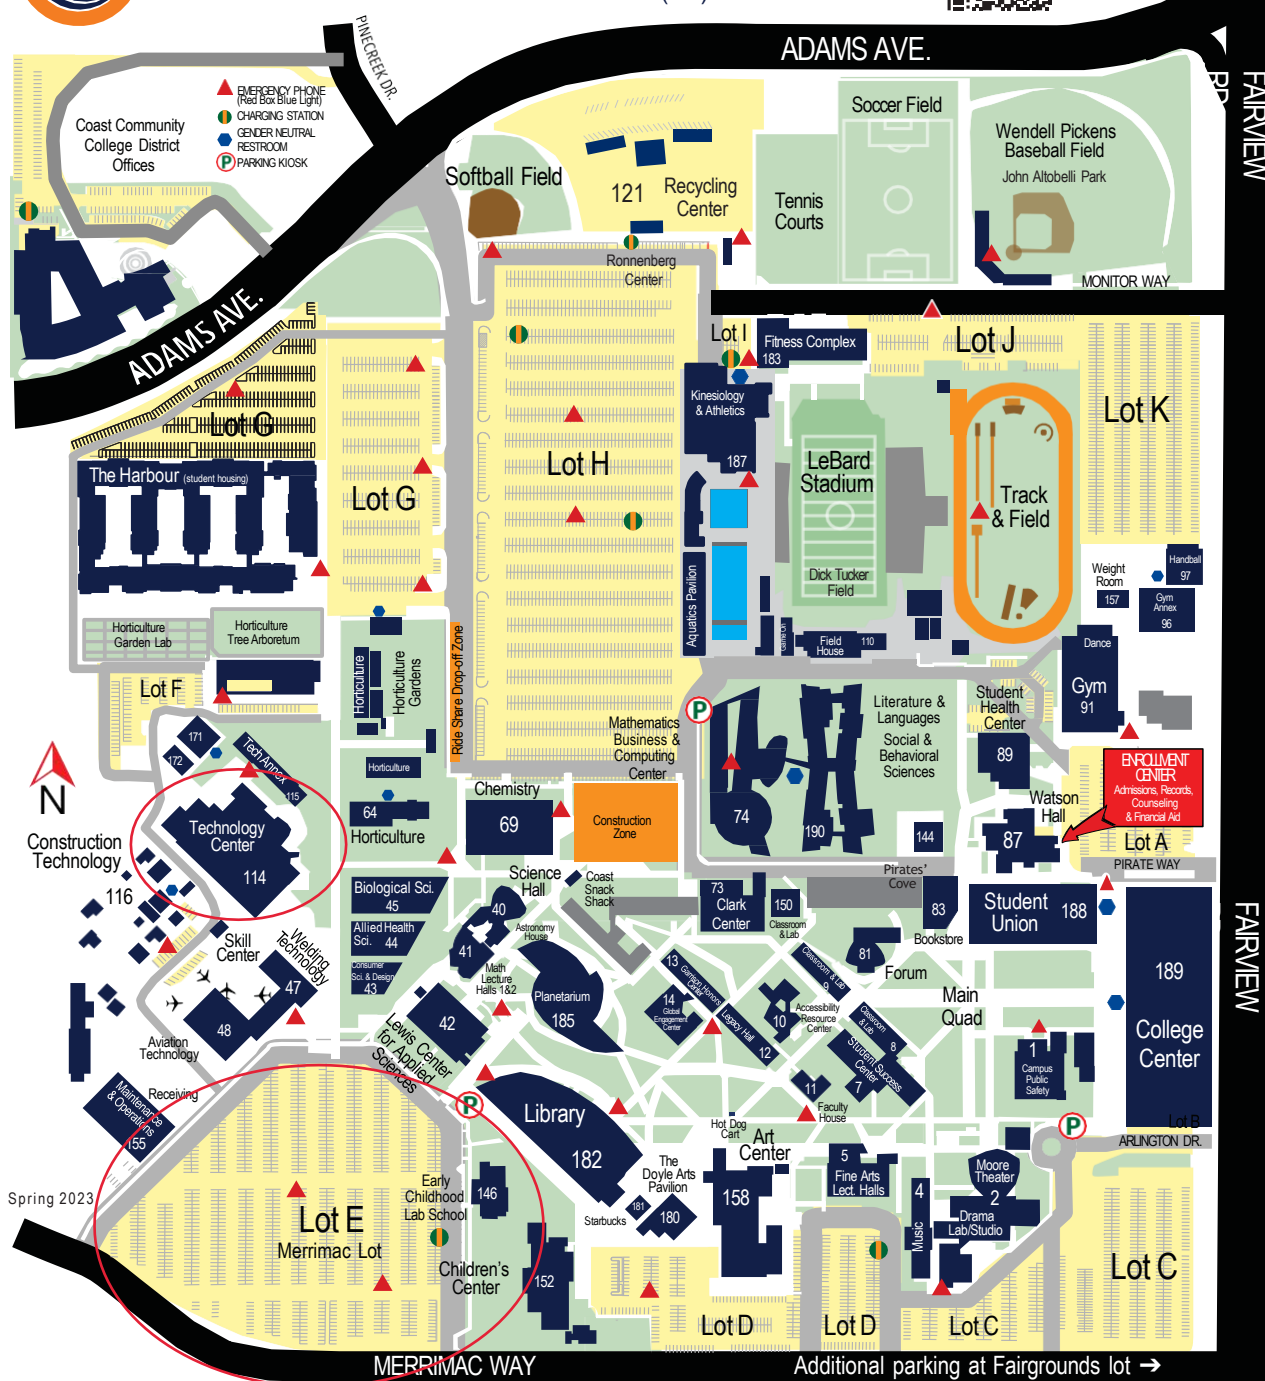 ADAMS AVE.
PINECREEK DR.
FAIRVIEW
RD.
EMERGENCY PHONE
(Red Box Blue Light)
CHARGING STATION
GENDER NEUTRAL
RESTROOM
P PARKING KIOSK
Coast Community
College District
Offices
Soccer Field
Wendell Pickens
Baseball Field
John Altobelli Park
Softball Field
121
Recycling
Center
Tennis
Courts
Ronnenberg
Center
MONITOR WAY
ADAMS AVE.
Lot I
Fitness Complex
183
Lot J
Lot K
Lot G
Kinesiology
& Athletics
187
Lot H
LeBard
Stadium
The Harbour (student housing)
Lot G
Track
& Field
Dick Tucker
Field
Aquatics Pavilion
Weight
Room
157
Handball
97
Gym
Annex
96
Horticulture
Garden Lab
Horticulture
Tree Arboretum
Field
House
110
Dance
Gym
91
Lot F
Horticulture
Horticulture
Gardens
Ride Share Drop-off Zone
P
Mathematics
Business &
Computing
Center
Literature &
Languages
Social &
Behavioral
Sciences
Student
Health
Center
89
171
172
Tech Annex
115
Horticulture
64
Horticulture
Chemistry
69
Construction
Zone
74
190
144
Watson
Hall
87
ENROLLMENT
CENTER
Admissions, Records,
Counseling
& Financial Aid
Lot A
PIRATE WAY
N
Construction
Technology
116
Technology
Center
114
Biological Sci.
45
Allied Health
Sci. 44
Consumer
Sci. & Design
43
Science
Hall
40
41
Astronomy
House
Math
Lecture
Halls 1&2
Coast
Snack
Shack
73
Clark
Center
150
Classroom
& Lab
Pirates'
Cove
83
Bookstore
Student
Union
188
FAIRVIEW
Skill
Center
Welding
Technology
47
48
Aviation
Technology
42
Lewis Center
for Applied
Sciences
Planetarium
185
13
Garrison Honors
Center
14
Global
Engagement
Center
Legacy Hall
12
10
Accessibility
Resource
Center
Classroom & Lab
9
81
Forum
Main
Quad
Classroom
& Lab
8
Student Success
Center
7
11
Faculty
House
1
Campus
Public
Safety
189
College
Center
Receiving
Maintenance
& Operations
155
P
Library
182
Hot Dog
Cart
Art
Center
158
5
Fine Arts
Lect. Halls
P
Lot B
ARLINGTON DR.
Spring 2023
Lot E
Merrimac Lot
Early
Childhood
Lab School
146
Children's
Center
152
The
Doyle Arts
Pavilion
181
180
Starbucks
4
Music
Moore
Theater
2
Drama
Lab/Studio
Lot C
Lot D
Lot D
Lot C
MERRIMAC WAY
Additional parking at Fairgrounds lot →